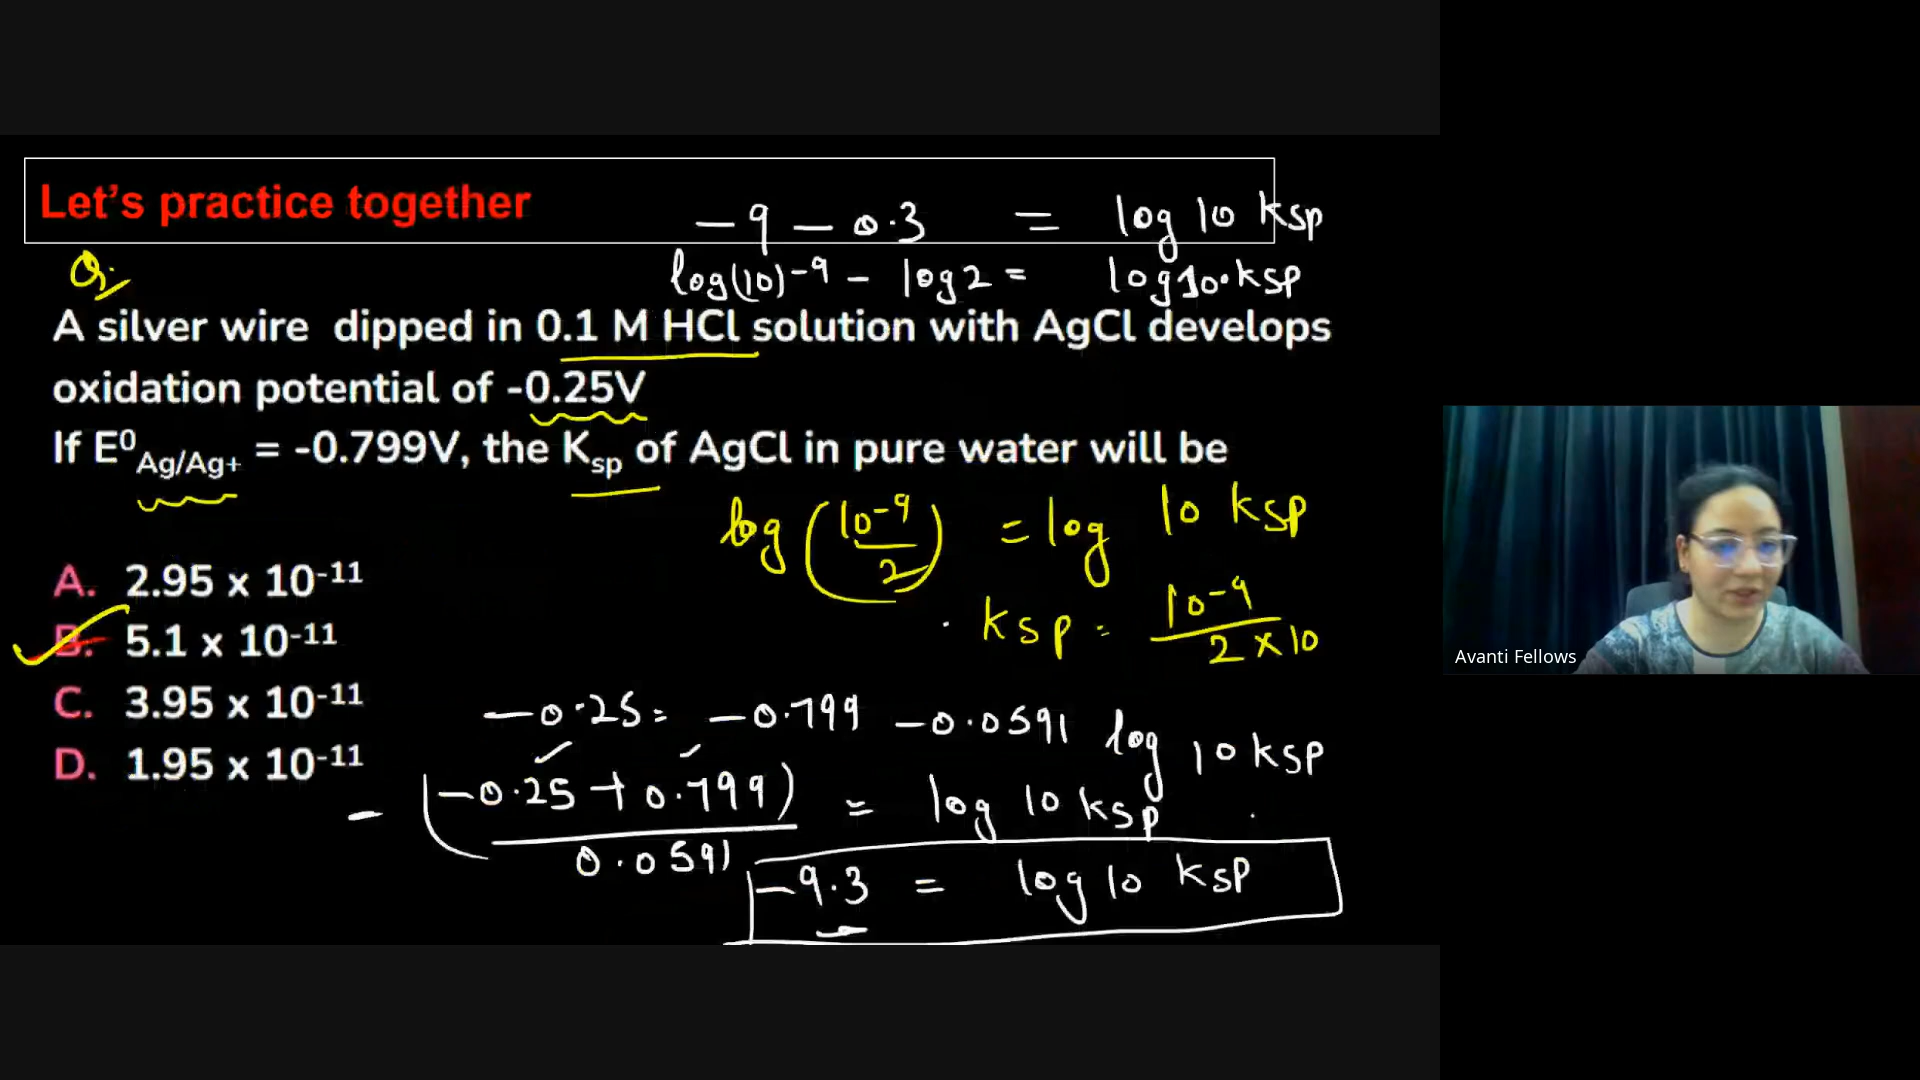 Let's practice together
– 9 – 0.3 = log 10 Ksp
log(10)⁻⁹ – log 2 = log 10·Ksp
Q:
A silver wire dipped in 0.1 M HCl solution with AgCl develops
oxidation potential of -0.25V
If E⁰Ag/Ag+ = -0.799V, the Ksp of AgCl in pure water will be
log (10⁻⁹/2) = log 10 Ksp
Ksp = 10⁻⁹/2 × 10
A. 2.95 x 10⁻¹¹
B. 5.1 x 10⁻¹¹
C. 3.95 x 10⁻¹¹
D. 1.95 x 10⁻¹¹
–0.25 = –0.799 –0.0591 log 10 Ksp
– (–0.25 + 0.799)/0.0591 = log 10 Ksp
–9.3 = log 10 Ksp
Avanti Fellows